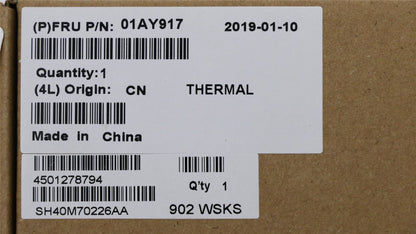 (P)FRU P/N: 01AY917 2019-01-10
Quantity:1
(4L) Origin: CN THERMAL
Made in China
4501278794 Q'ty 1
SH40M70226AA 902 WSKS